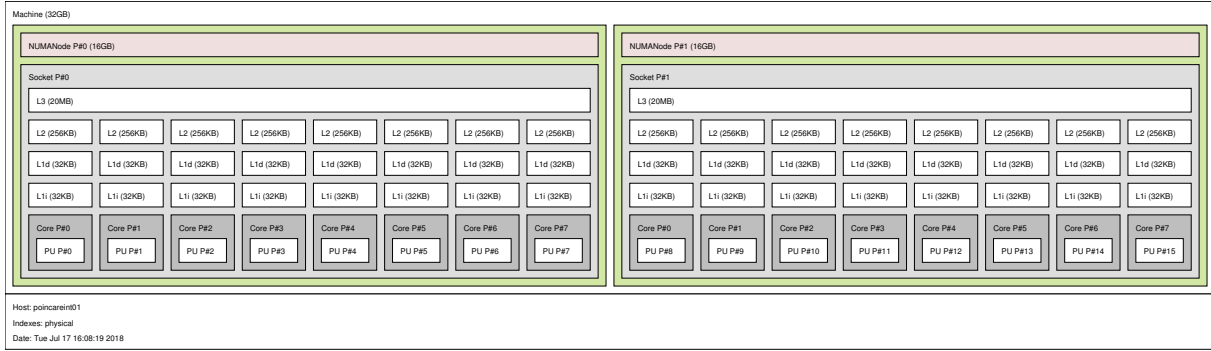 Machine (32GB)
NUMANode P#0 (16GB) NUMANode P#1 (16GB)
Socket P#0 Socket P#1
L3 (20MB) L3 (20MB)
L2 (256KB) L2 (256KB) L2 (256KB) L2 (256KB) L2 (256KB) L2 (256KB) L2 (256KB) L2 (256KB) L2 (256KB) L2 (256KB) L2 (256KB) L2 (256KB) L2 (256KB) L2 (256KB) L2 (256KB) L2 (256KB)
L1d (32KB) L1d (32KB) L1d (32KB) L1d (32KB) L1d (32KB) L1d (32KB) L1d (32KB) L1d (32KB) L1d (32KB) L1d (32KB) L1d (32KB) L1d (32KB) L1d (32KB) L1d (32KB) L1d (32KB) L1d (32KB)
L1i (32KB) L1i (32KB) L1i (32KB) L1i (32KB) L1i (32KB) L1i (32KB) L1i (32KB) L1i (32KB) L1i (32KB) L1i (32KB) L1i (32KB) L1i (32KB) L1i (32KB) L1i (32KB) L1i (32KB) L1i (32KB)
Core P#0 Core P#1 Core P#2 Core P#3 Core P#4 Core P#5 Core P#6 Core P#7 Core P#0 Core P#1 Core P#2 Core P#3 Core P#4 Core P#5 Core P#6 Core P#7
PU P#0 PU P#1 PU P#2 PU P#3 PU P#4 PU P#5 PU P#6 PU P#7 PU P#8 PU P#9 PU P#10 PU P#11 PU P#12 PU P#13 PU P#14 PU P#15
Host: poincareint01
Indexes: physical
Date: Tue Jul 17 16:08:19 2018